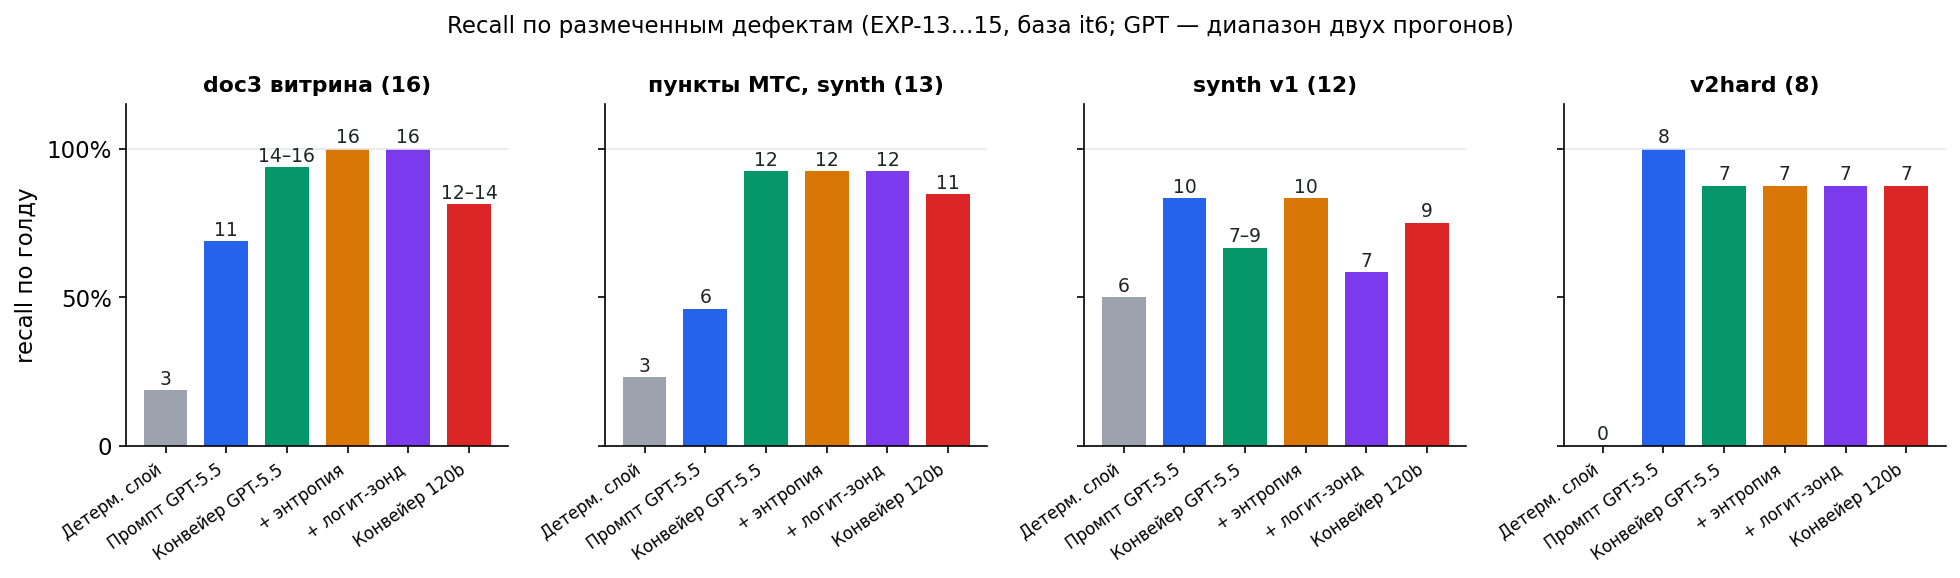 Recall по размеченным дефектам (EXP-13…15, база it6; GPT — диапазон двух прогонов)
doc3 витрина (16)
recall по голду
100%
50%
0
3
11
14–16
16
16
12–14
Детерм. слой
Промпт GPT-5.5
Конвейер GPT-5.5
+ энтропия
+ логит-зонд
Конвейер 120b
пункты МТС, synth (13)
3
6
12
12
12
11
Детерм. слой
Промпт GPT-5.5
Конвейер GPT-5.5
+ энтропия
+ логит-зонд
Конвейер 120b
synth v1 (12)
6
10
7–9
10
7
9
Детерм. слой
Промпт GPT-5.5
Конвейер GPT-5.5
+ энтропия
+ логит-зонд
Конвейер 120b
v2hard (8)
0
8
7
7
7
7
Детерм. слой
Промпт GPT-5.5
Конвейер GPT-5.5
+ энтропия
+ логит-зонд
Конвейер 120b